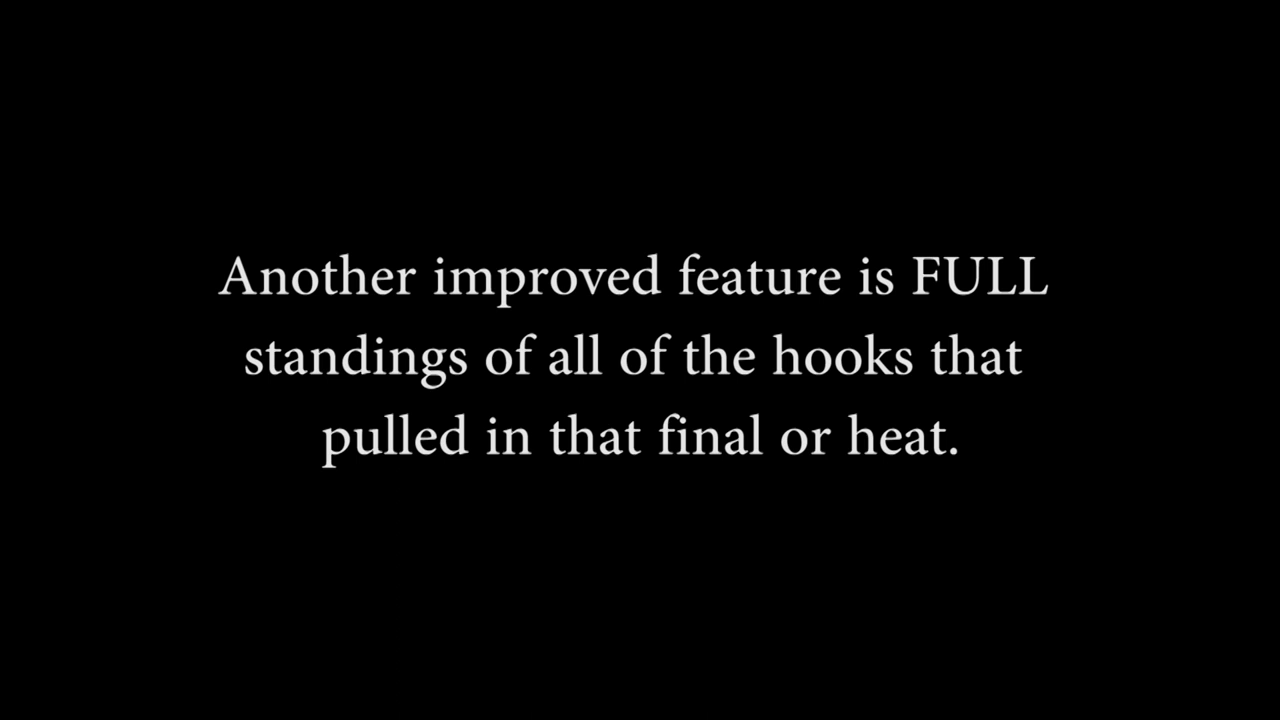 Another improved feature is FULL
standings of all of the hooks that
pulled in that final or heat.